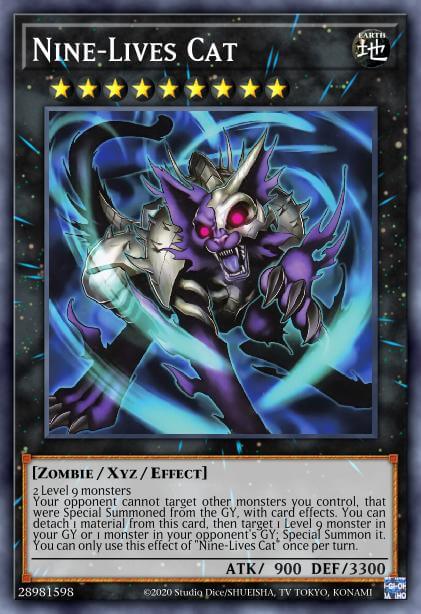 Nine-Lives Cat
EARTH
地
[Zombie / Xyz / Effect]
2 Level 9 monsters
Your opponent cannot target other monsters you control, that
were Special Summoned from the GY, with card effects. You can
detach 1 material from this card, then target 1 Level 9 monster in
your GY or 1 monster in your opponent's GY; Special Summon it.
You can only use this effect of "Nine-Lives Cat" once per turn.
ATK/ 900 DEF/3300
28981598
©2020 Studio Dice/SHUEISHA, TV TOKYO, KONAMI